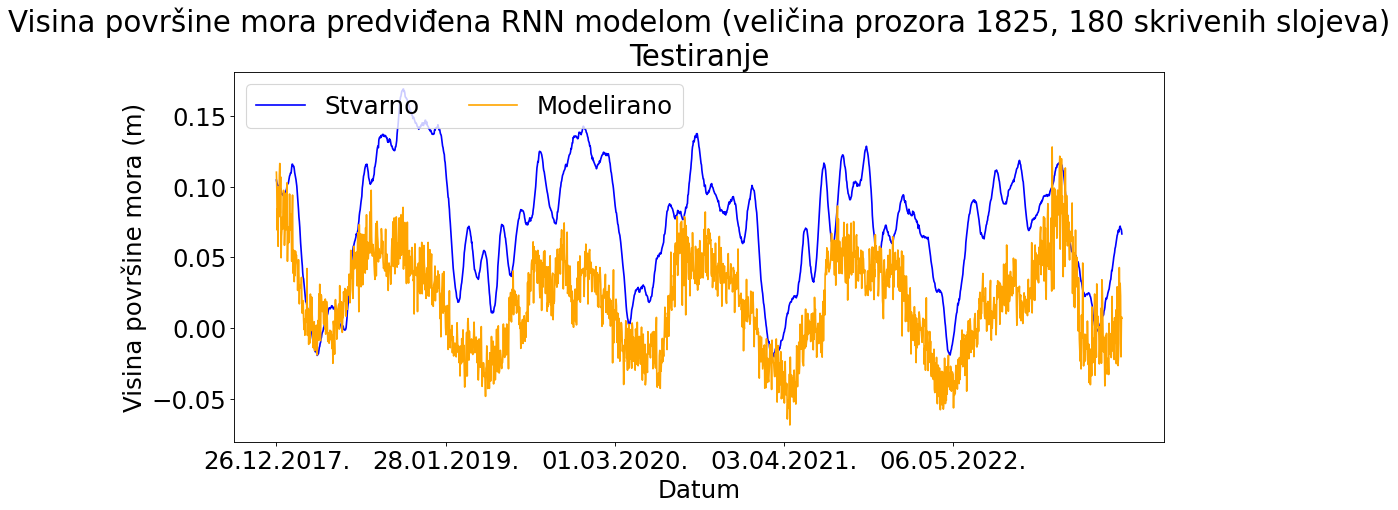 Visina površine mora predviđena RNN modelom (veličina prozora 1825, 180 skrivenih slojeva)
Testiranje
Stvarno
Modelirano
Visina površine mora (m)
0.15
0.10
0.05
0.00
−0.05
26.12.2017.
28.01.2019.
01.03.2020.
03.04.2021.
06.05.2022.
Datum